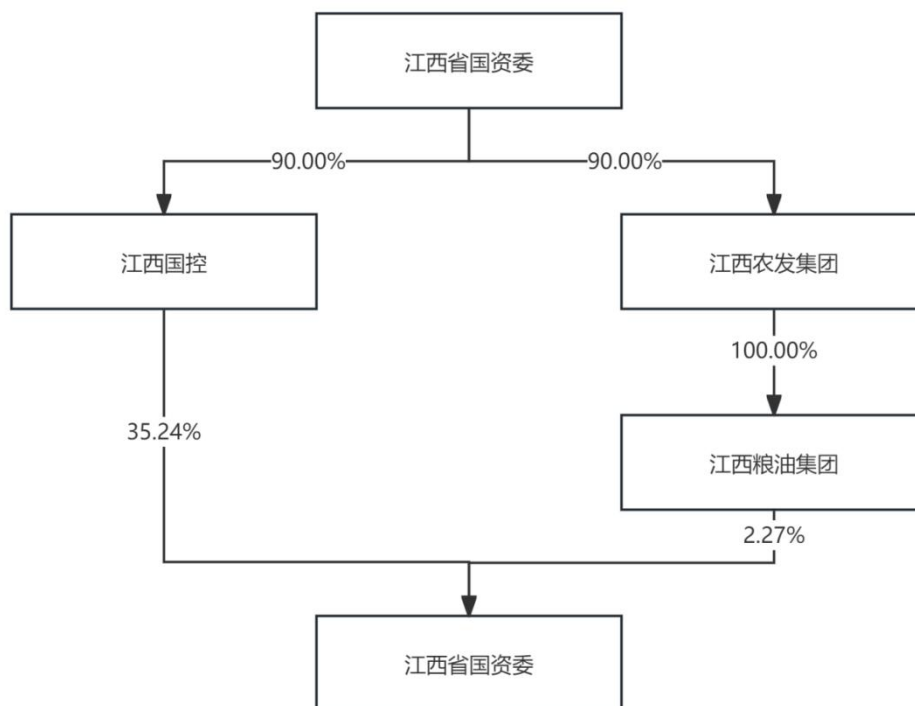 江西省国资委
90.00%
90.00%
江西国控
江西农发集团
100.00%
35.24%
江西粮油集团
2.27%
江西省国资委